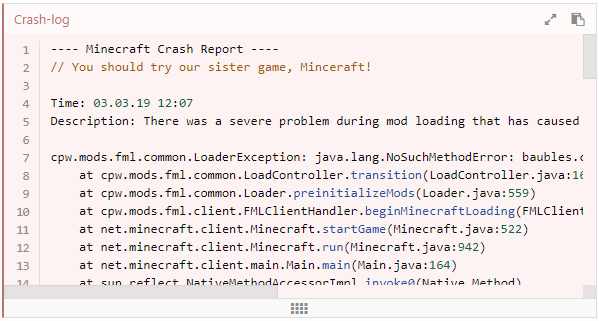 Crash-log
1 ---- Minecraft Crash Report ----
2 // You should try our sister game, Minceraft!
3
4 Time: 03.03.19 12:07
5 Description: There was a severe problem during mod loading that has caused
6
7 cpw.mods.fml.common.LoaderException: java.lang.NoSuchMethodError: baubles.c
8 at cpw.mods.fml.common.LoadController.transition(LoadController.java:16
9 at cpw.mods.fml.common.Loader.preinitializeMods(Loader.java:559)
10 at cpw.mods.fml.client.FMLClientHandler.beginMinecraftLoading(FMLClient
11 at net.minecraft.client.Minecraft.startGame(Minecraft.java:522)
12 at net.minecraft.client.Minecraft.run(Minecraft.java:942)
13 at net.minecraft.client.main.Main.main(Main.java:164)
14 at sun.reflect.NativeMethodAccessorImpl.invoke0(Native Method)